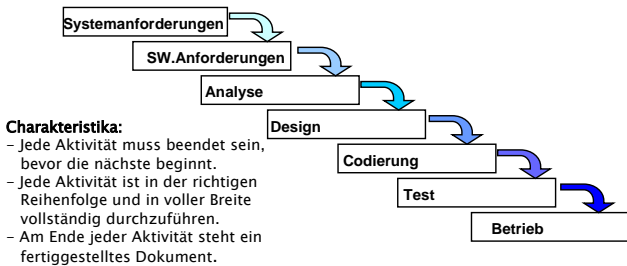 Systemanforderungen
SW.Anforderungen
Analyse
Design
Codierung
Test
Betrieb
Charakteristika:
– Jede Aktivität muss beendet sein,
bevor die nächste beginnt.
– Jede Aktivität ist in der richtigen
Reihenfolge und in voller Breite
vollständig durchzuführen.
– Am Ende jeder Aktivität steht ein
fertiggestelltes Dokument.